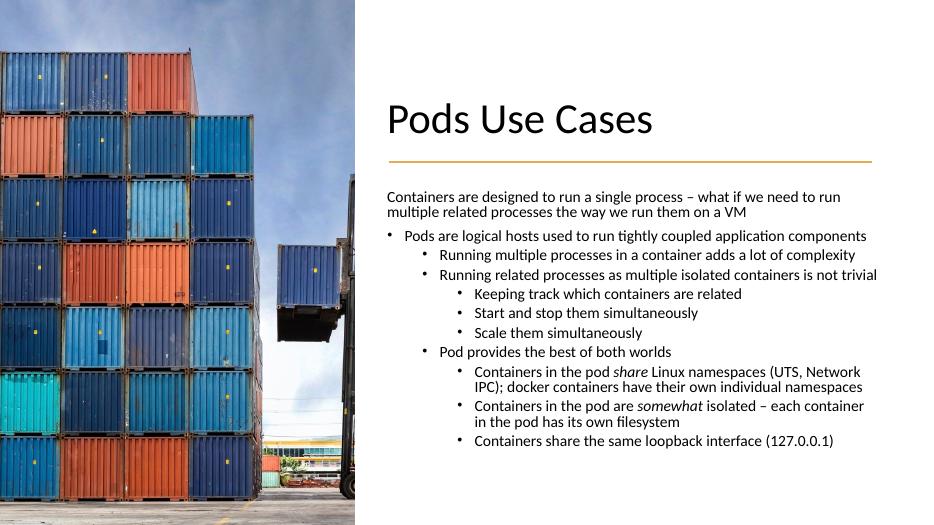 Pods Use Cases
Containers are designed to run a single process – what if we need to run
multiple related processes the way we run them on a VM
• Pods are logical hosts used to run tightly coupled application components
• Running multiple processes in a container adds a lot of complexity
• Running related processes as multiple isolated containers is not trivial
• Keeping track which containers are related
• Start and stop them simultaneously
• Scale them simultaneously
• Pod provides the best of both worlds
• Containers in the pod share Linux namespaces (UTS, Network
IPC); docker containers have their own individual namespaces
• Containers in the pod are somewhat isolated – each container
in the pod has its own filesystem
• Containers share the same loopback interface (127.0.0.1)